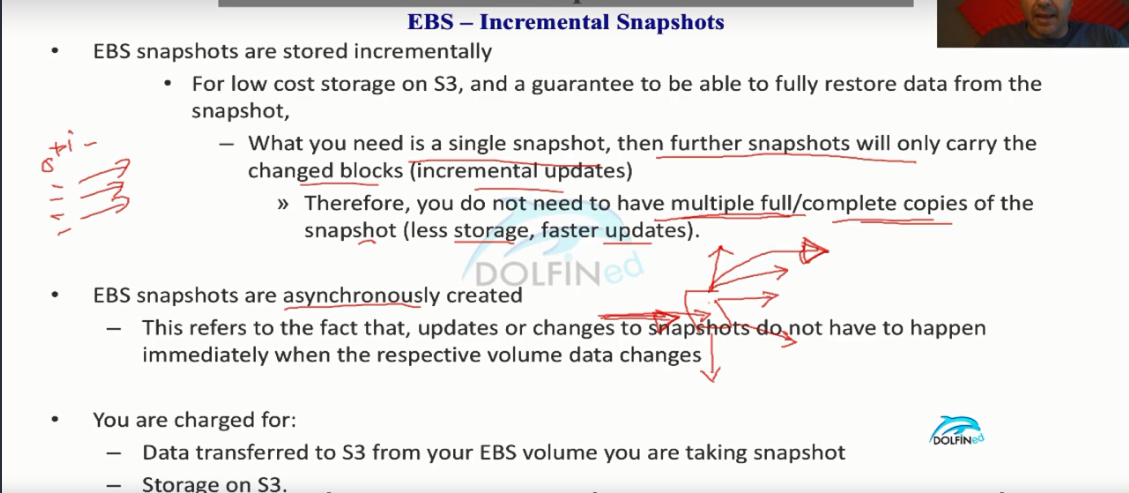 EBS – Incremental Snapshots
• EBS snapshots are stored incrementally
• For low cost storage on S3, and a guarantee to be able to fully restore data from the
snapshot,
– What you need is a single snapshot, then further snapshots will only carry the
changed blocks (incremental updates)
» Therefore, you do not need to have multiple full/complete copies of the
snapshot (less storage, faster updates).
DOLFINed
• EBS snapshots are asynchronously created
– This refers to the fact that, updates or changes to snapshots do not have to happen
immediately when the respective volume data changes
• You are charged for:
DOLFINed
– Data transferred to S3 from your EBS volume you are taking snapshot
– Storage on S3.